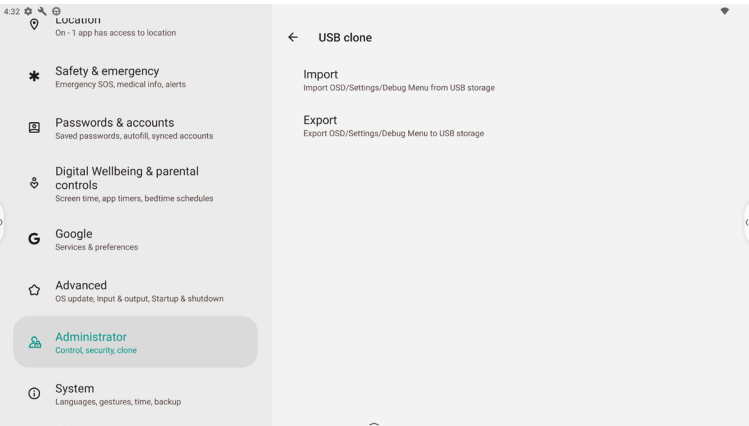 4:32
Location
On - 1 app has access to location
Safety & emergency
Emergency SOS, medical info, alerts
Passwords & accounts
Saved passwords, autofill, synced accounts
Digital Wellbeing & parental
controls
Screen time, app timers, bedtime schedules
Google
Services & preferences
Advanced
OS update, Input & output, Startup & shutdown
Administrator
Control, security, clone
System
Languages, gestures, time, backup
USB clone
Import
Import OSD/Settings/Debug Menu from USB storage
Export
Export OSD/Settings/Debug Menu to USB storage